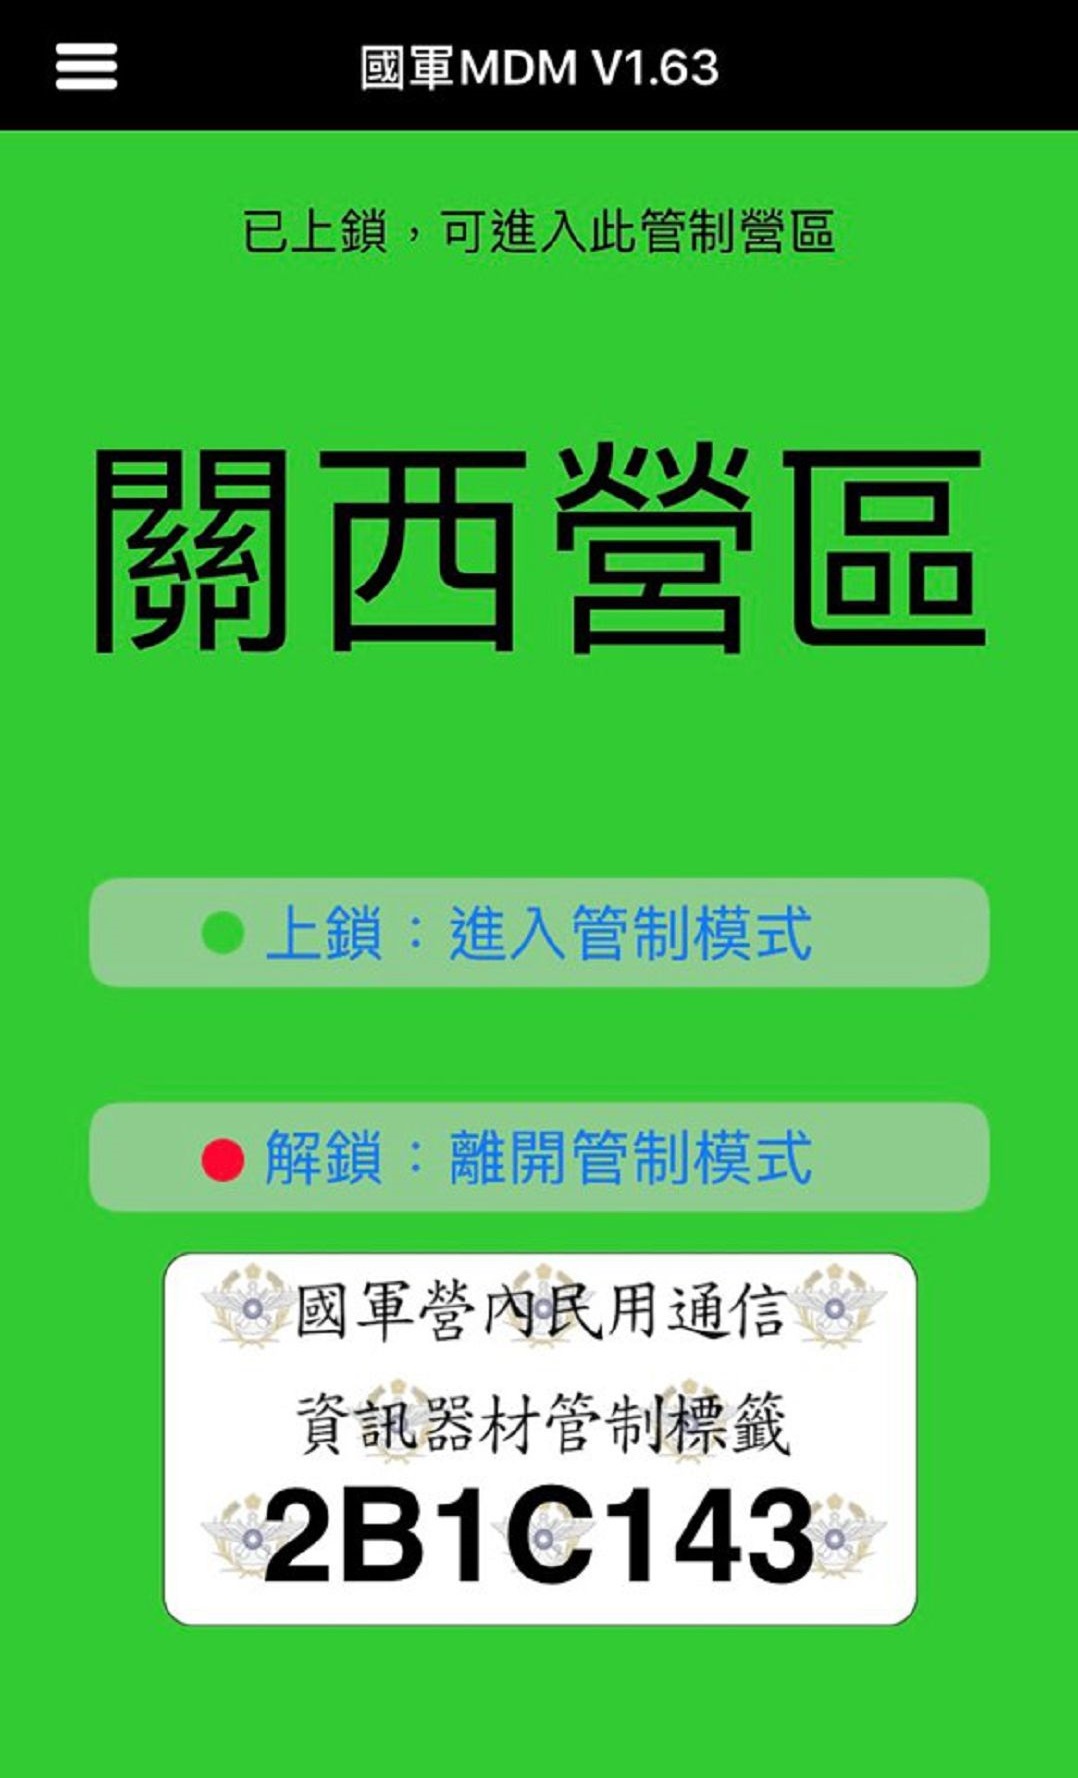 國軍MDM V1.63
已上鎖，可進入此管制營區
關西營區
上鎖：進入管制模式
解鎖：離開管制模式
國軍營內民用通信
資訊器材管制標籤
2B1C143